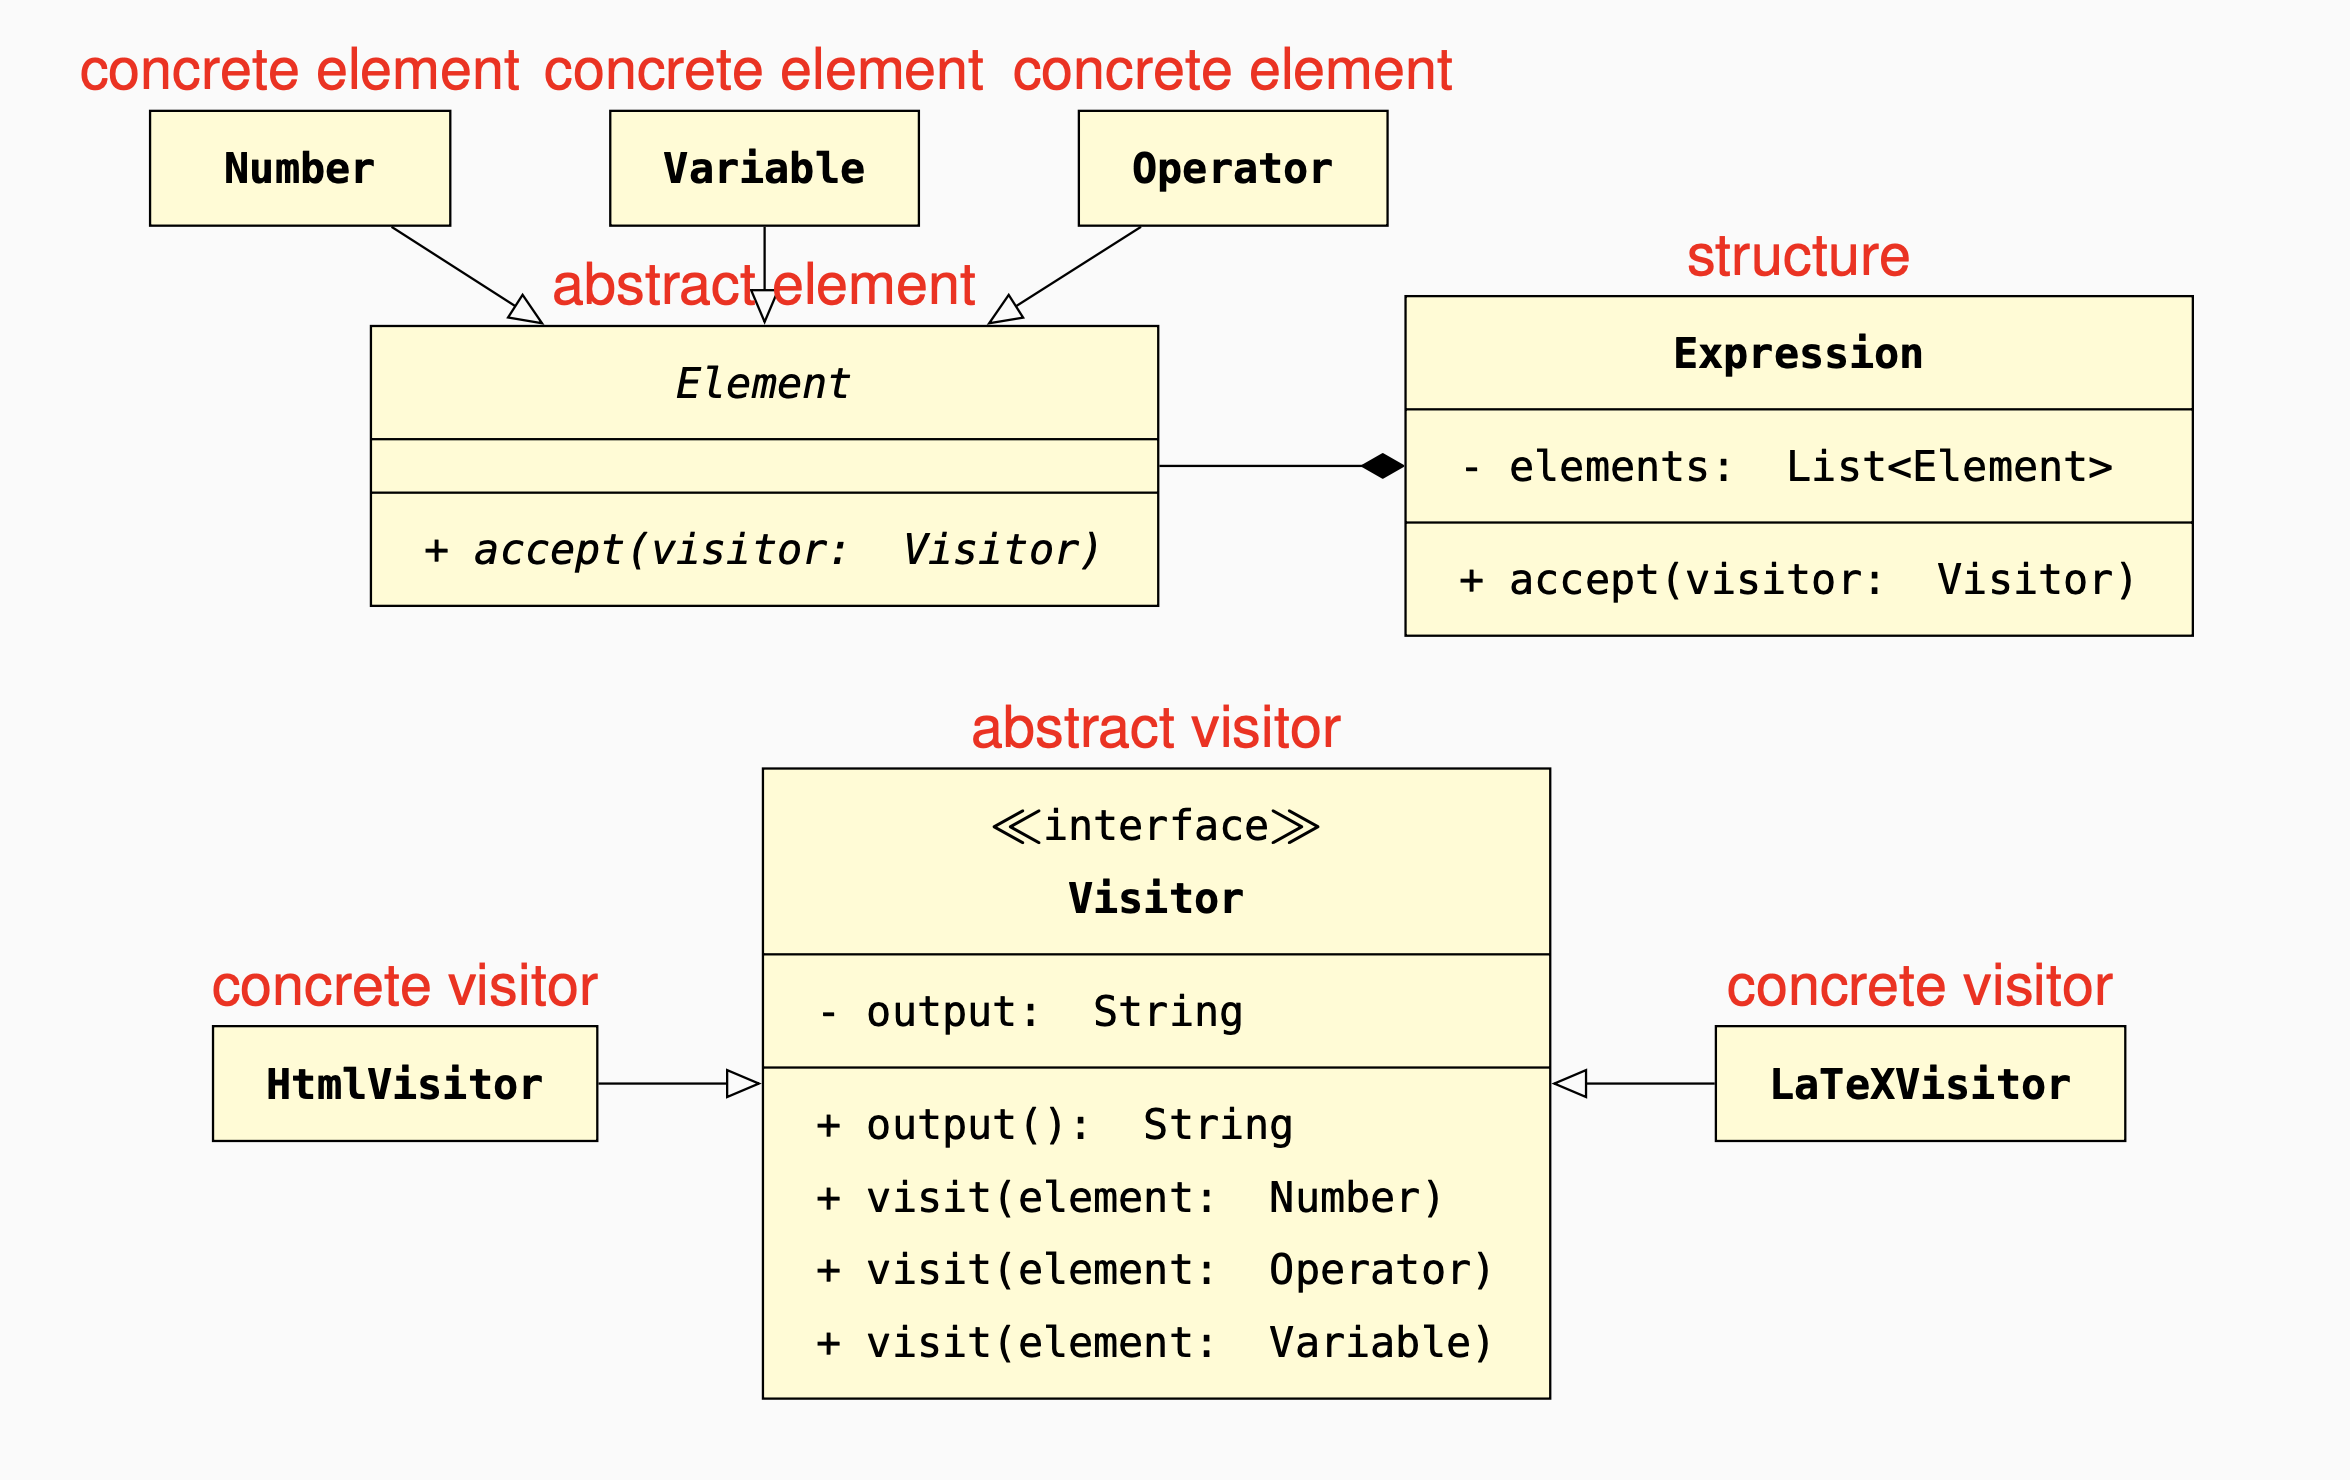 concrete element concrete element concrete element
Number Variable Operator
abstract element
structure
Element
Expression
- elements: List<Element>
+ accept(visitor: Visitor)
+ accept(visitor: Visitor)
abstract visitor
≪interface≫
Visitor
concrete visitor
concrete visitor
- output: String
HtmlVisitor
LaTeXVisitor
+ output(): String
+ visit(element: Number)
+ visit(element: Operator)
+ visit(element: Variable)